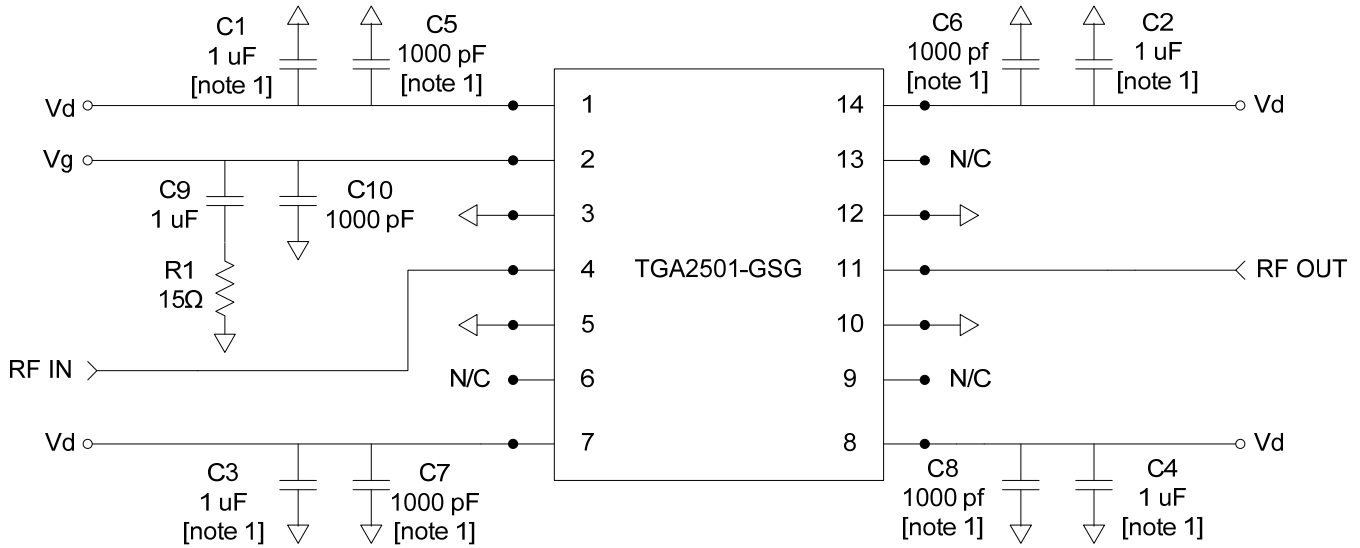 C1
1 uF
[note 1]
C5
1000 pF
[note 1]
C6
1000 pf
[note 1]
C2
1 uF
[note 1]
Vd
1
14
Vd
Vg
2
13
N/C
C9
1 uF
C10
1000 pF
3
12
R1
15Ω
4
TGA2501-GSG
11
RF OUT
5
10
RF IN
N/C
6
9
N/C
Vd
7
8
Vd
C3
1 uF
[note 1]
C7
1000 pF
[note 1]
C8
1000 pf
[note 1]
C4
1 uF
[note 1]